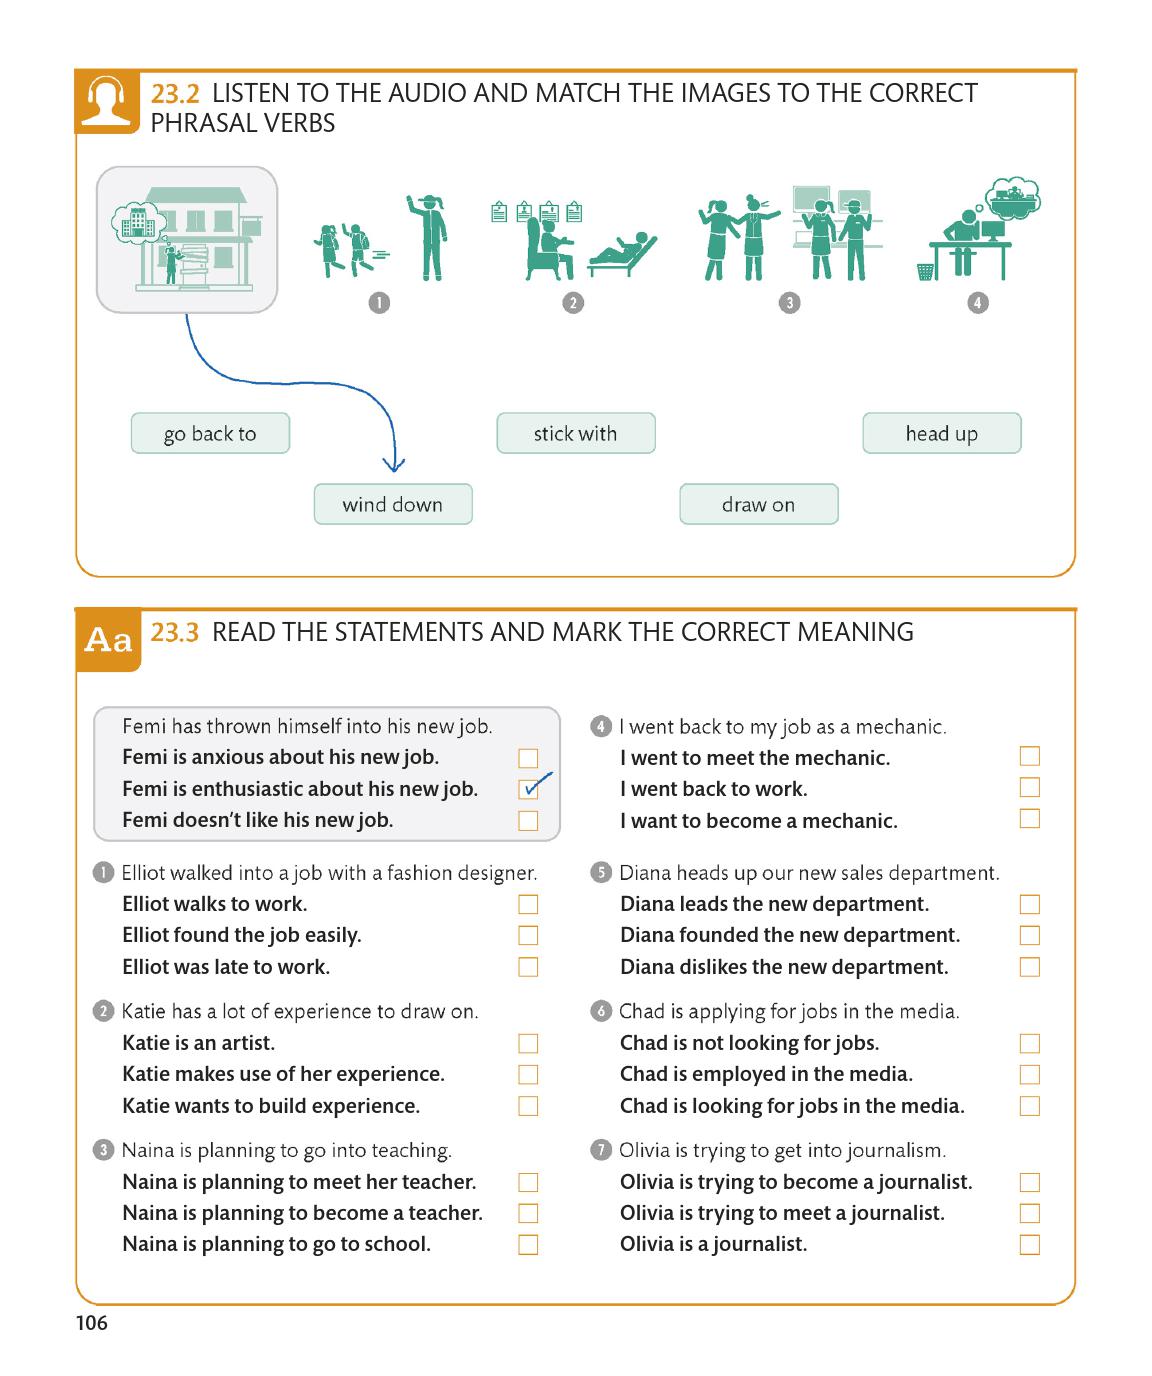 23.2 LISTEN TO THE AUDIO AND MATCH THE IMAGES TO THE CORRECT
PHRASAL VERBS
1
2
3
4
go back to
stick with
head up
wind down
draw on
Aa
23.3 READ THE STATEMENTS AND MARK THE CORRECT MEANING
Femi has thrown himself into his new job.
Femi is anxious about his new job.
Femi is enthusiastic about his new job.
Femi doesn’t like his new job.
1 Elliot walked into a job with a fashion designer.
Elliot walks to work.
Elliot found the job easily.
Elliot was late to work.
2 Katie has a lot of experience to draw on.
Katie is an artist.
Katie makes use of her experience.
Katie wants to build experience.
3 Naina is planning to go into teaching.
Naina is planning to meet her teacher.
Naina is planning to become a teacher.
Naina is planning to go to school.
4 I went back to my job as a mechanic.
I went to meet the mechanic.
I went back to work.
I want to become a mechanic.
5 Diana heads up our new sales department.
Diana leads the new department.
Diana founded the new department.
Diana dislikes the new department.
6 Chad is applying for jobs in the media.
Chad is not looking for jobs.
Chad is employed in the media.
Chad is looking for jobs in the media.
7 Olivia is trying to get into journalism.
Olivia is trying to become a journalist.
Olivia is trying to meet a journalist.
Olivia is a journalist.
106